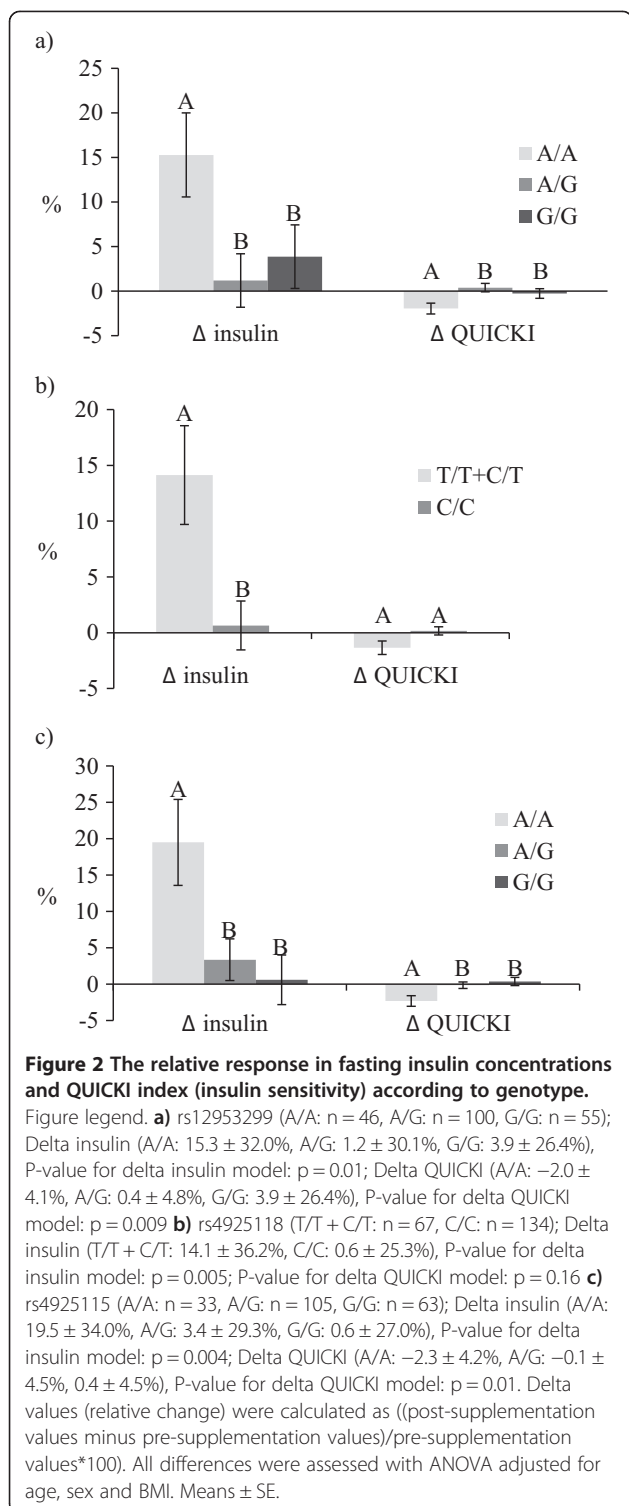 a)
25
20
15
10
5
0
-5
%
A
B
B
A
B
B
A/A
A/G
G/G
Δ insulin
Δ QUICKI
b)
20
15
10
5
0
-5
%
A
B
A
A
T/T+C/T
C/C
Δ insulin
Δ QUICKI
c)
30
25
20
15
10
5
0
-5
%
A
B
B
A
B
B
A/A
A/G
G/G
Δ insulin
Δ QUICKI
Figure 2 The relative response in fasting insulin concentrations
and QUICKI index (insulin sensitivity) according to genotype.
Figure legend. a) rs12953299 (A/A: n = 46, A/G: n = 100, G/G: n = 55);
Delta insulin (A/A: 15.3 ± 32.0%, A/G: 1.2 ± 30.1%, G/G: 3.9 ± 26.4%),
P-value for delta insulin model: p = 0.01; Delta QUICKI (A/A: −2.0 ±
4.1%, A/G: 0.4 ± 4.8%, G/G: 3.9 ± 26.4%), P-value for delta QUICKI
model: p = 0.009 b) rs4925118 (T/T + C/T: n = 67, C/C: n = 134); Delta
insulin (T/T + C/T: 14.1 ± 36.2%, C/C: 0.6 ± 25.3%), P-value for delta
insulin model: p = 0.005; P-value for delta QUICKI model: p = 0.16 c)
rs4925115 (A/A: n = 33, A/G: n = 105, G/G: n = 63); Delta insulin (A/A:
19.5 ± 34.0%, A/G: 3.4 ± 29.3%, G/G: 0.6 ± 27.0%), P-value for delta
insulin model: p = 0.004; Delta QUICKI (A/A: −2.3 ± 4.2%, A/G: −0.1 ±
4.5%, 0.4 ± 4.5%), P-value for delta QUICKI model: p = 0.01. Delta
values (relative change) were calculated as ((post-supplementation
values minus pre-supplementation values)/pre-supplementation
values*100). All differences were assessed with ANOVA adjusted for
age, sex and BMI. Means ± SE.